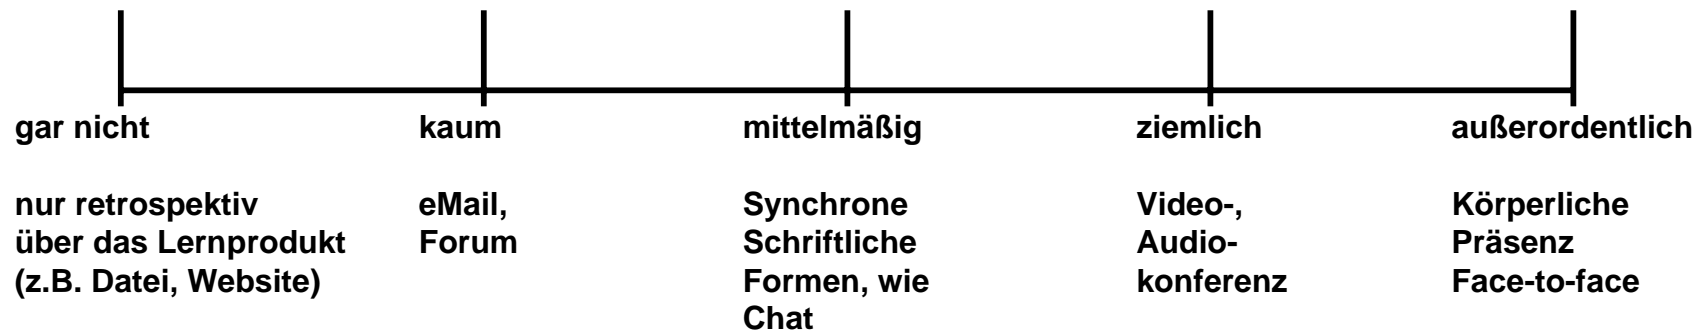 gar nicht
kaum
mittelmäßig
ziemlich
außerordentlich
nur retrospektiv
über das Lernprodukt
(z.B. Datei, Website)
eMail,
Forum
Synchrone
Schriftliche
Formen, wie
Chat
Video-,
Audio-
konferenz
Körperliche
Präsenz
Face-to-face